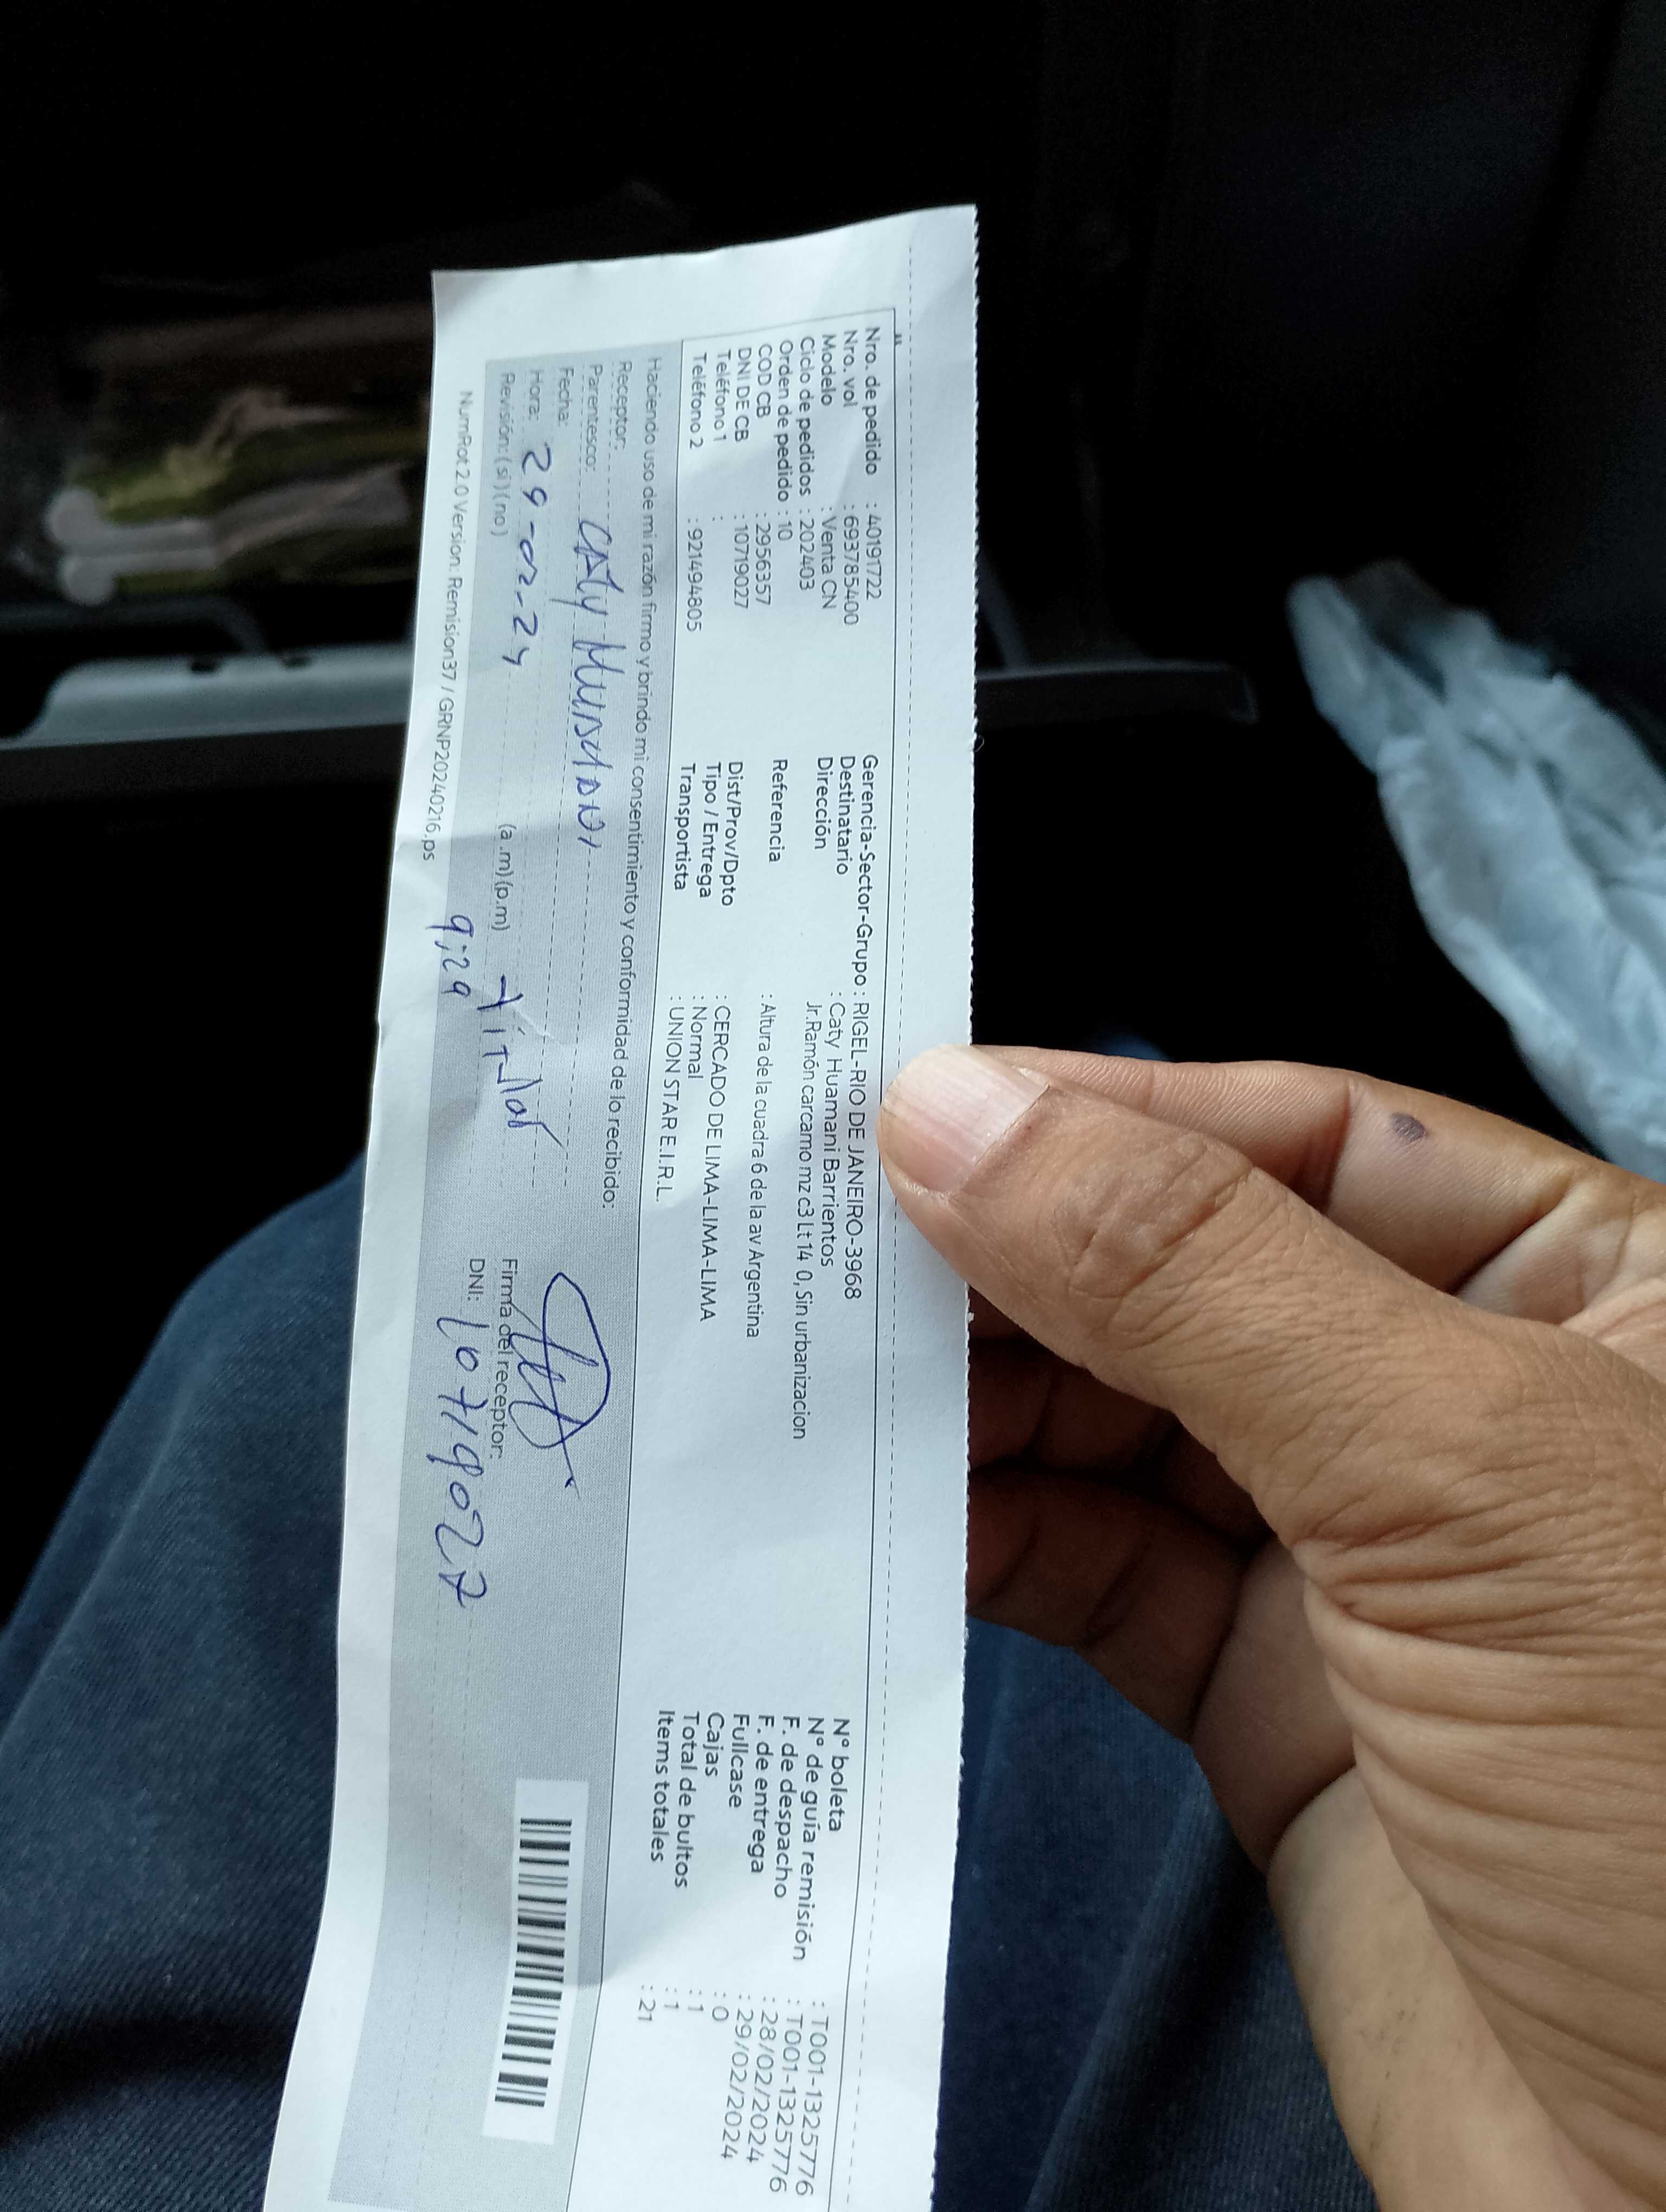 Nro. de pedido : 40191722
Nro. vol : 6937785400
Modelo : Venta CN
Ciclo de pedidos : 202403
Orden de pedido : 10
COD CB : 2956357
DNI DE CB : 10719027
Teléfono 1 :
Teléfono 2 : 921494805
Gerencia-Sector-Grupo : RIGEL-RIO DE JANEIRO-3968
Destinatario : Caty Huamani Barrientos
Dirección Jr.Ramón carcamo mz c3 Lt 14 0, Sin urbanizacion
Referencia : Altura de la cuadra 6 de la av Argentina
Dist/Prov/Dpto : CERCADO DE LIMA-LIMA-LIMA
Tipo / Entrega : Normal
Transportista : UNION STAR E.I.R.L.
N° boleta : T001-1325776
N° de guía remisión : T001-1325776
F. de despacho : 28/02/2024
F. de entrega : 29/02/2024
Fullcase : 0
Cajas : 1
Total de bultos : 1
Items totales : 21
Haciendo uso de mi razón firmo y brindo mi consentimiento y conformidad de lo recibido:
Receptor:
Parentesco: Caty
Fecha:
Hora: 29-02-24 (a.m)(p.m) titular
Revisión: (si) (no) 9:29
Firma del receptor:
DNI: 10719027
NumRot 2.0 Version: Remision37 / GRNP20240216.ps